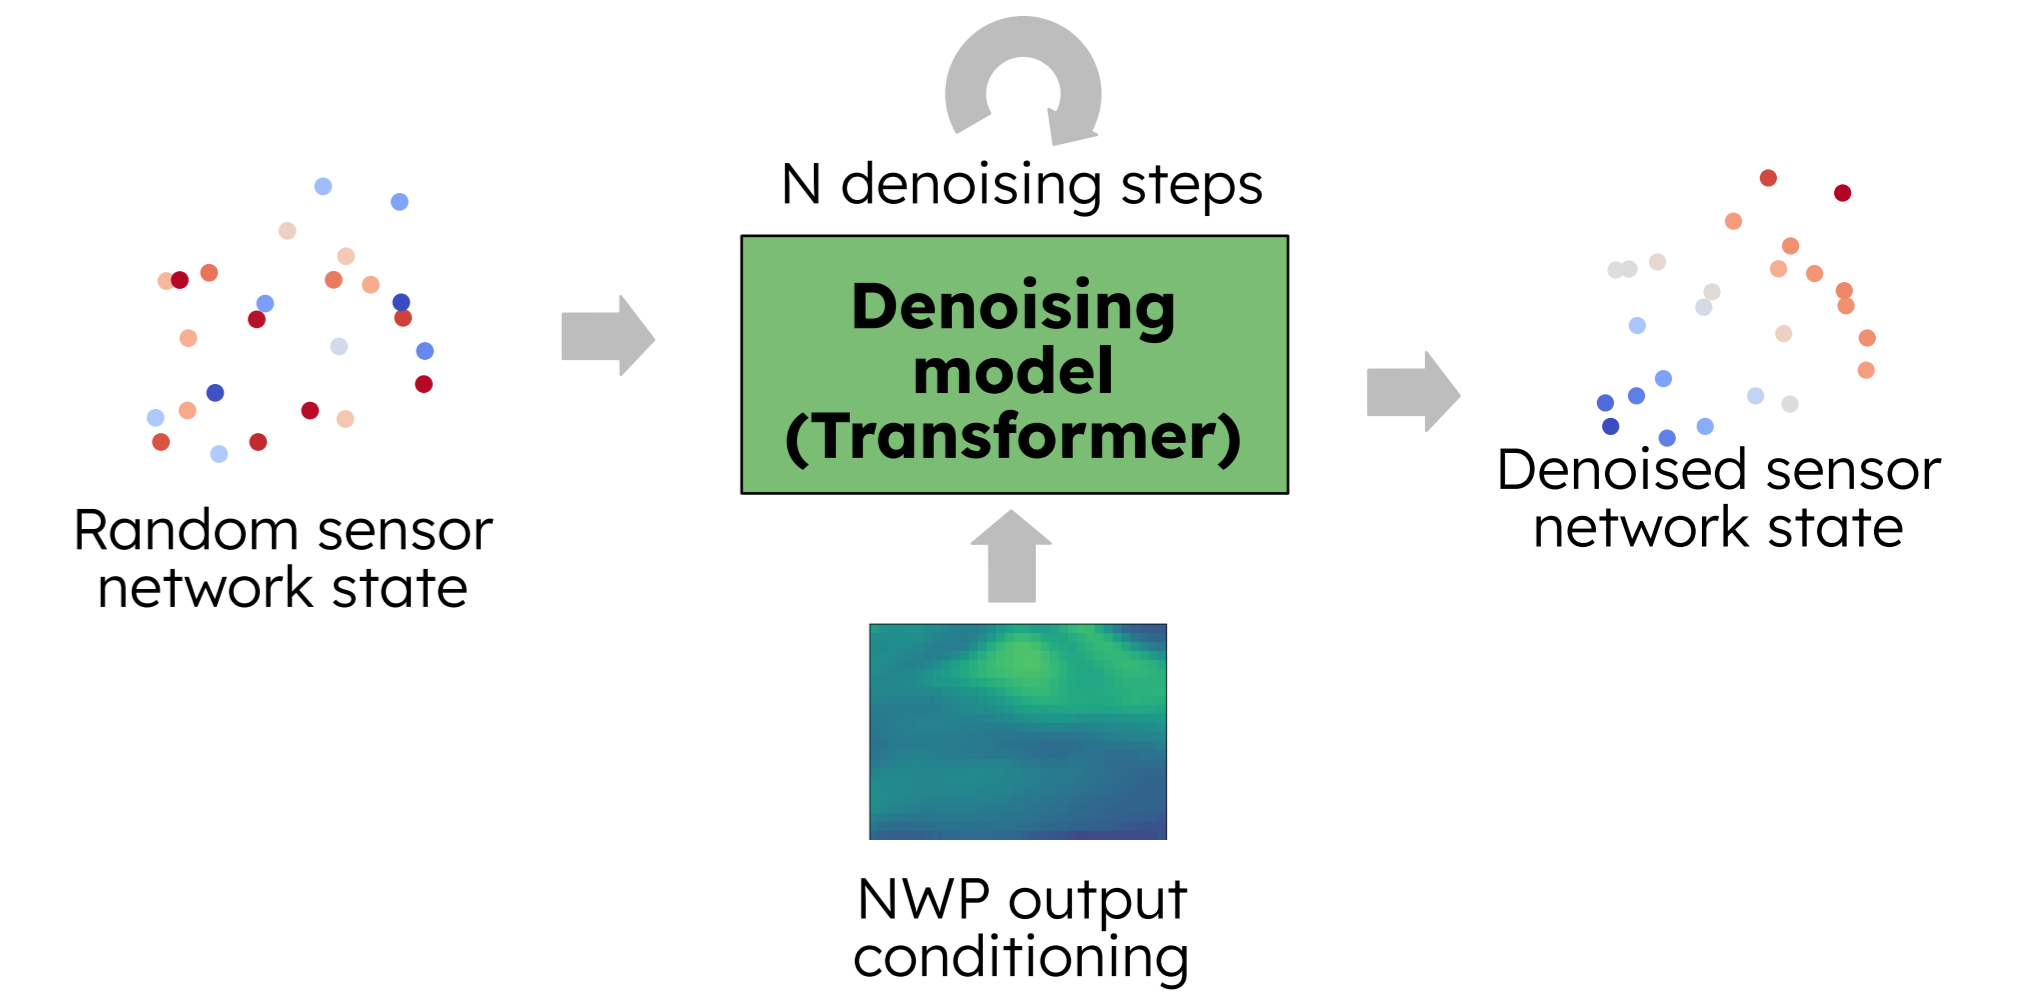 N denoising steps
Denoising
model
(Transformer)
Random sensor
network state
Denoised sensor
network state
NWP output
conditioning